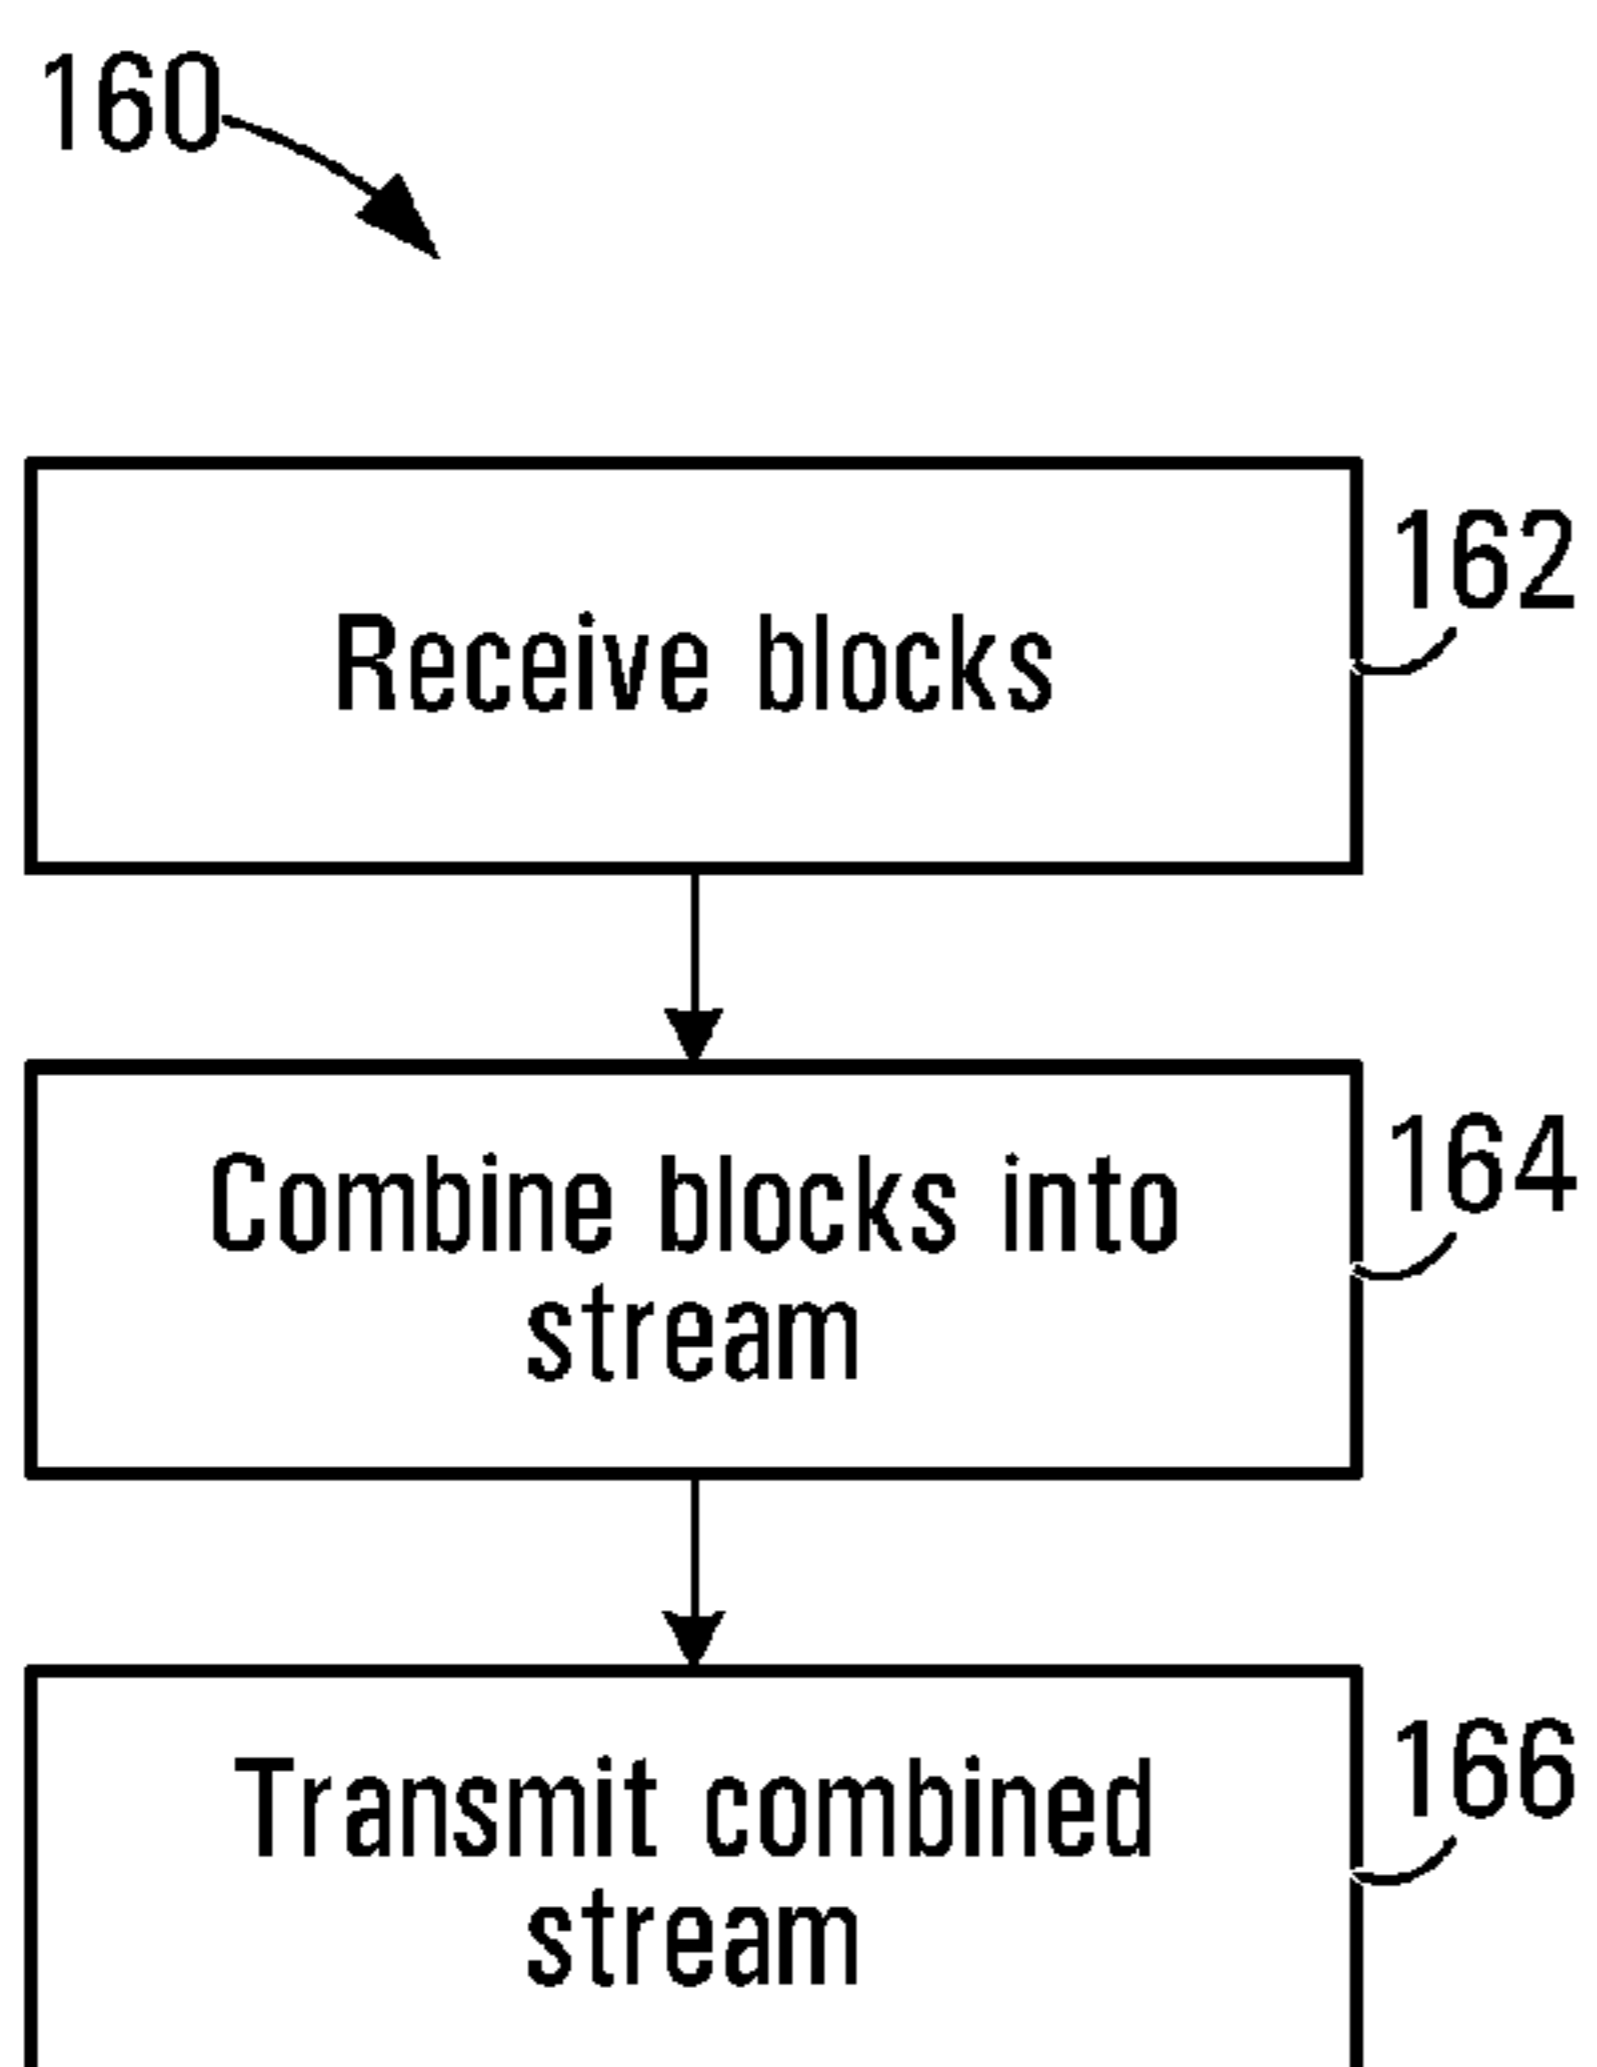 160
162
Receive blocks
164
Combine blocks into
stream
166
Transmit combined
stream